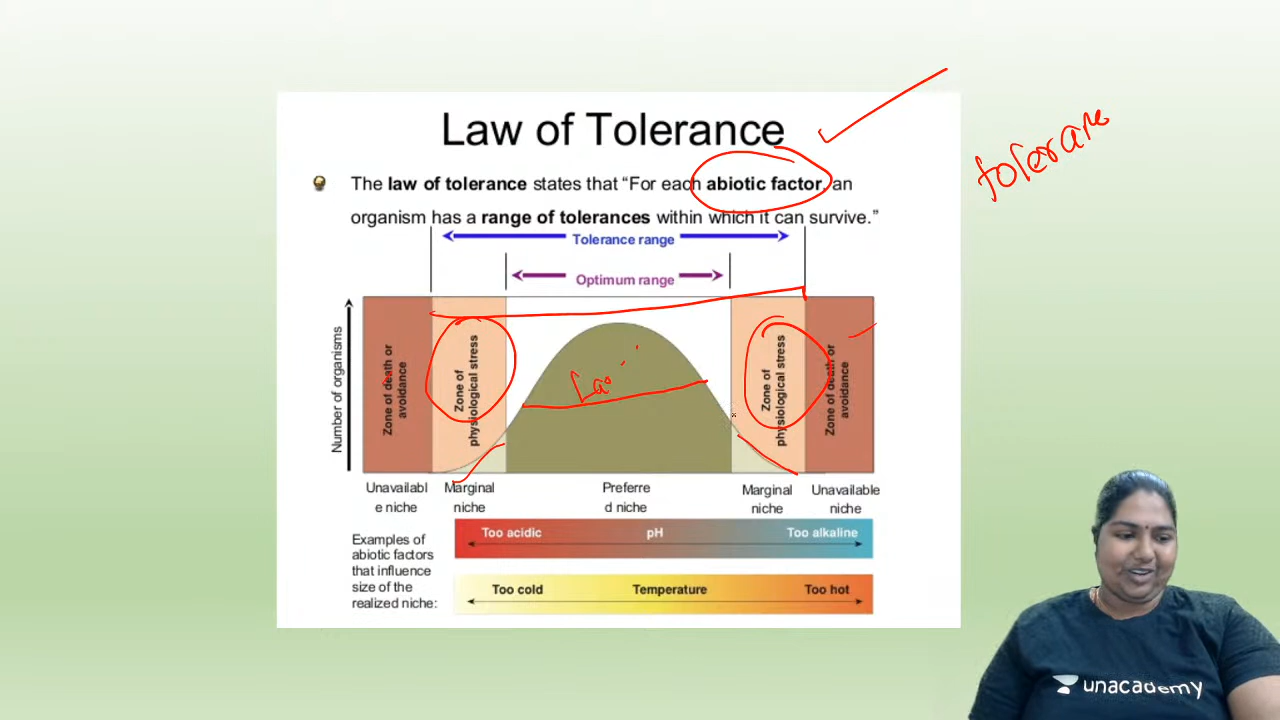 Law of Tolerance
The law of tolerance states that “For each abiotic factor, an
organism has a range of tolerances within which it can survive.”
Tolerance range
Optimum range
Number of organisms
Zone of death or
avoidance
Zone of
physiological stress
Zone of
physiological stress
Zone of death or
avoidance
Unavailabl
e niche
Marginal
niche
Preferre
d niche
Marginal
niche
Unavailable
niche
Examples of
abiotic factors
that influence
size of the
realized niche:
Too acidic pH Too alkaline
Too cold Temperature Too hot
unacademy